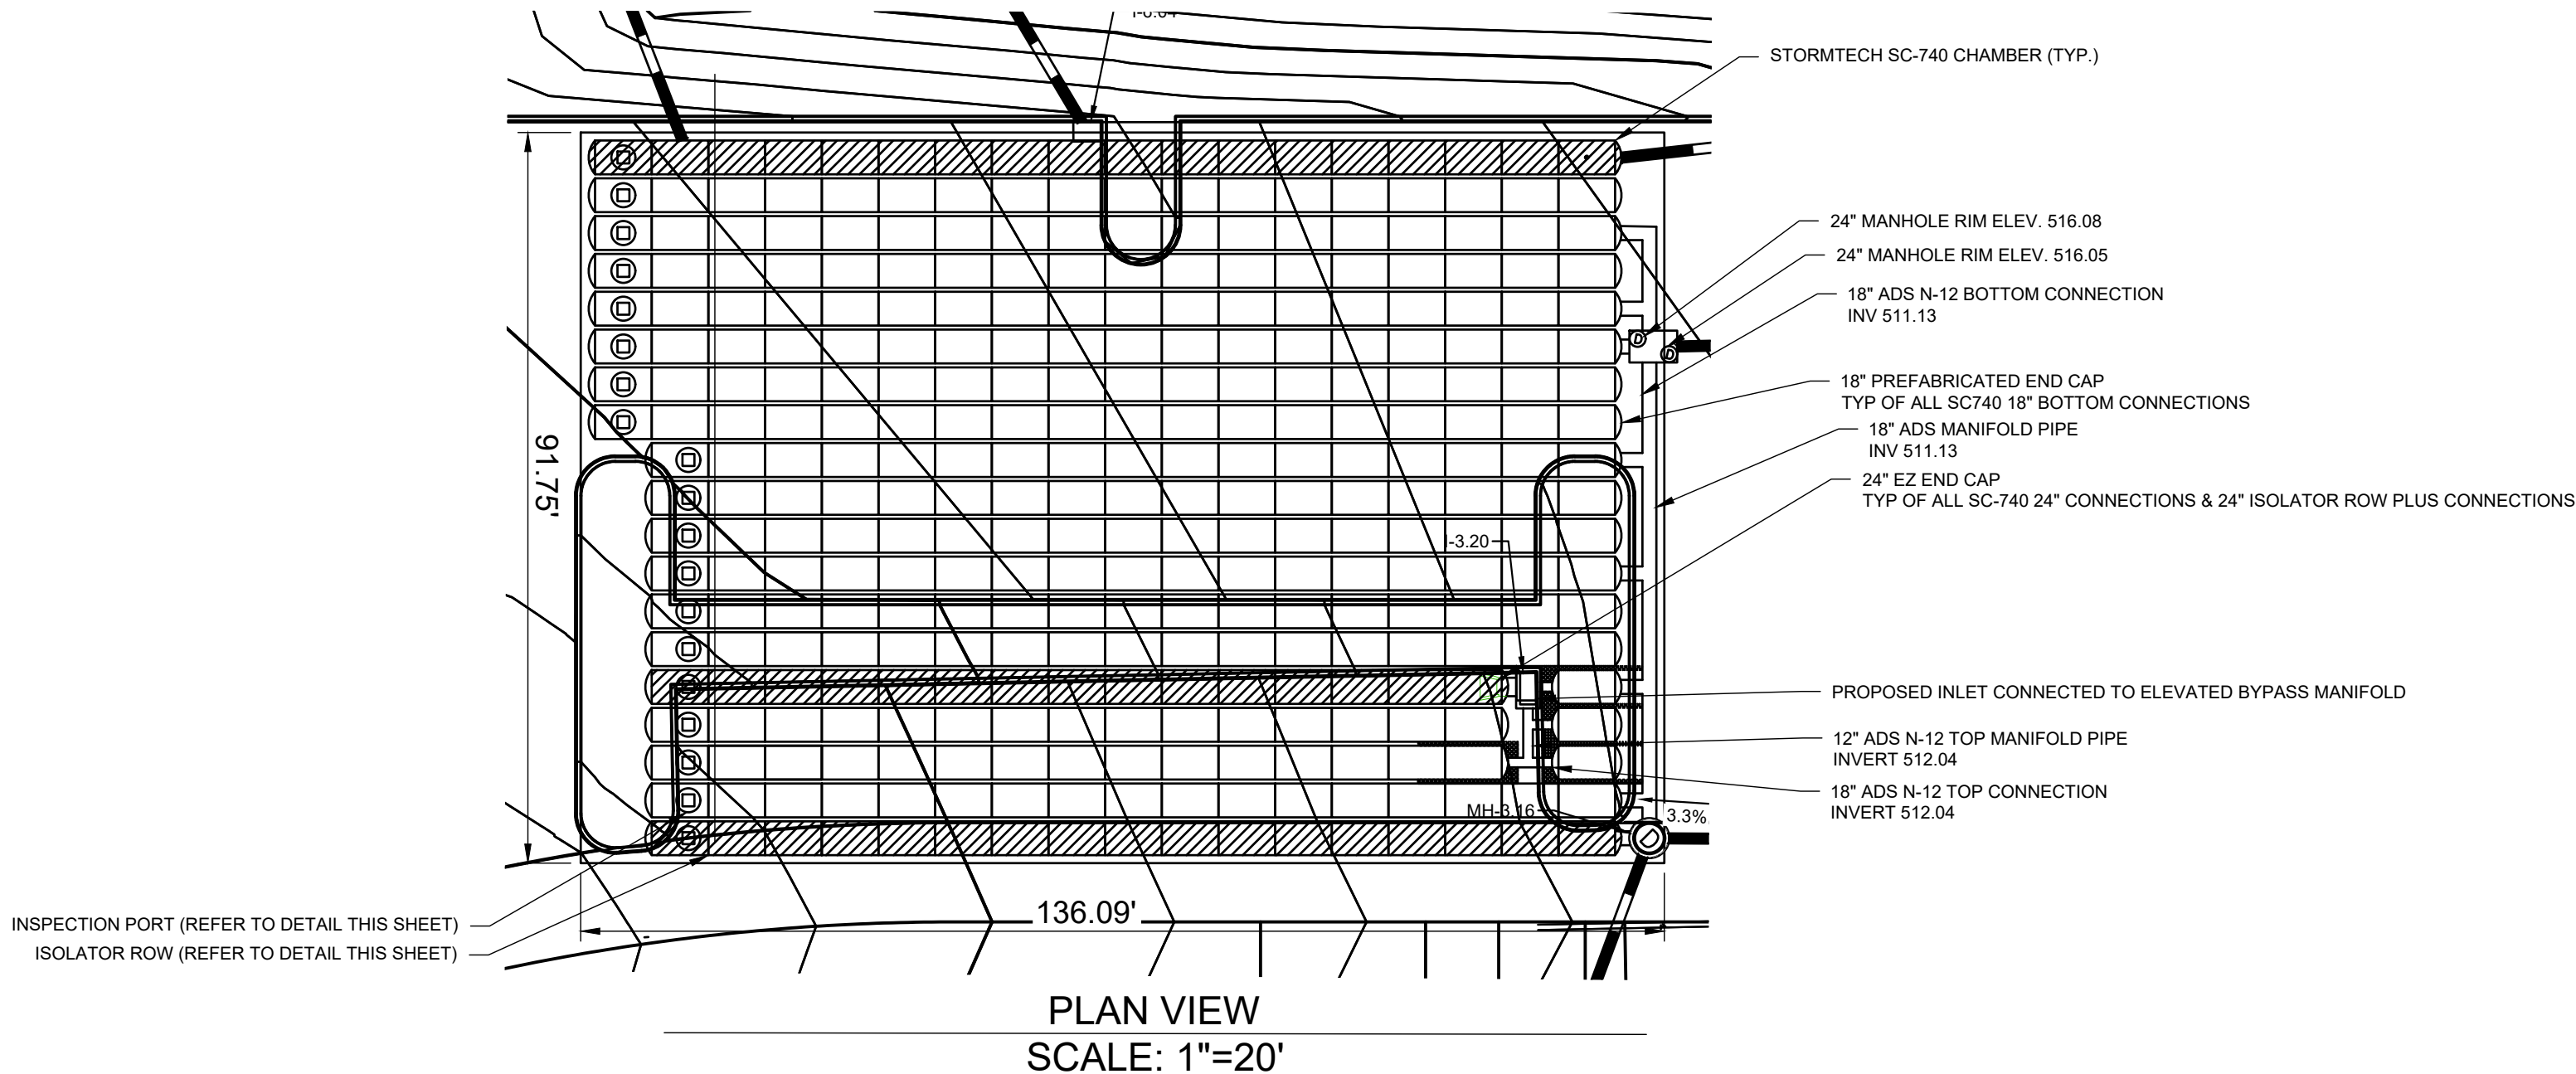 STORMTECH SC-740 CHAMBER (TYP.)
24" MANHOLE RIM ELEV. 516.08
24" MANHOLE RIM ELEV. 516.05
18" ADS N-12 BOTTOM CONNECTION
INV 511.13
D
D
18" PREFABRICATED END CAP
TYP OF ALL SC740 18" BOTTOM CONNECTIONS
18" ADS MANIFOLD PIPE
INV 511.13
91.75'
24" EZ END CAP
TYP OF ALL SC-740 24" CONNECTIONS & 24" ISOLATOR ROW PLUS CONNECTIONS
I-3.20
PROPOSED INLET CONNECTED TO ELEVATED BYPASS MANIFOLD
12" ADS N-12 TOP MANIFOLD PIPE
INVERT 512.04
18" ADS N-12 TOP CONNECTION
INVERT 512.04
MH-3.16
3.3%
D
136.09'
INSPECTION PORT (REFER TO DETAIL THIS SHEET)
ISOLATOR ROW (REFER TO DETAIL THIS SHEET)
PLAN VIEW
SCALE: 1"=20'